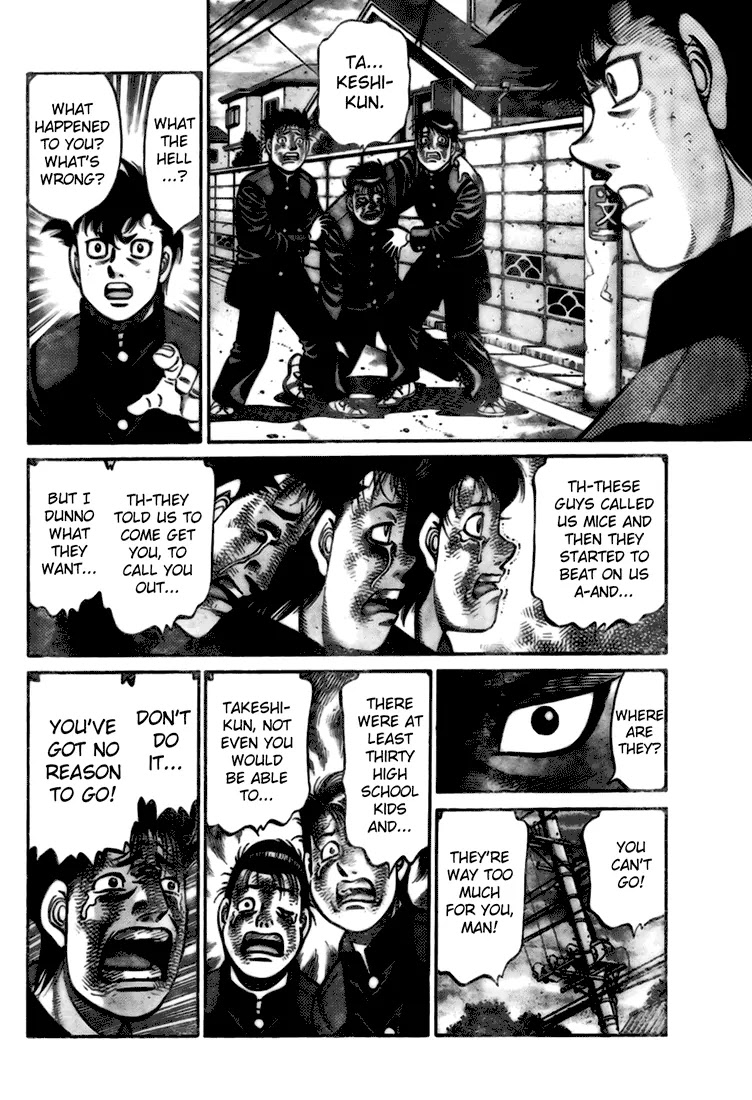 TA...
KESHI-
KUN.
WHAT
THE
HELL
...?
WHAT
HAPPENED
TO YOU?
WHAT'S
WRONG?
文
TH-THESE
GUYS CALLED
US MICE AND
THEN THEY
STARTED TO
BEAT ON US
A-AND...
TH-THEY
TOLD US TO
COME GET
YOU, TO
CALL YOU
OUT...
BUT I
DUNNO
WHAT
THEY
WANT...
WHERE
ARE
THEY?
YOU
CAN'T
GO!
THEY'RE
WAY TOO
MUCH
FOR YOU,
MAN!
THERE
WERE AT
LEAST
THIRTY
HIGH
SCHOOL
KIDS
AND...
TAKESHI-
KUN, NOT
EVEN YOU
WOULD
BE ABLE
TO...
DON'T
DO
IT...
YOU'VE
GOT NO
REASON
TO GO!